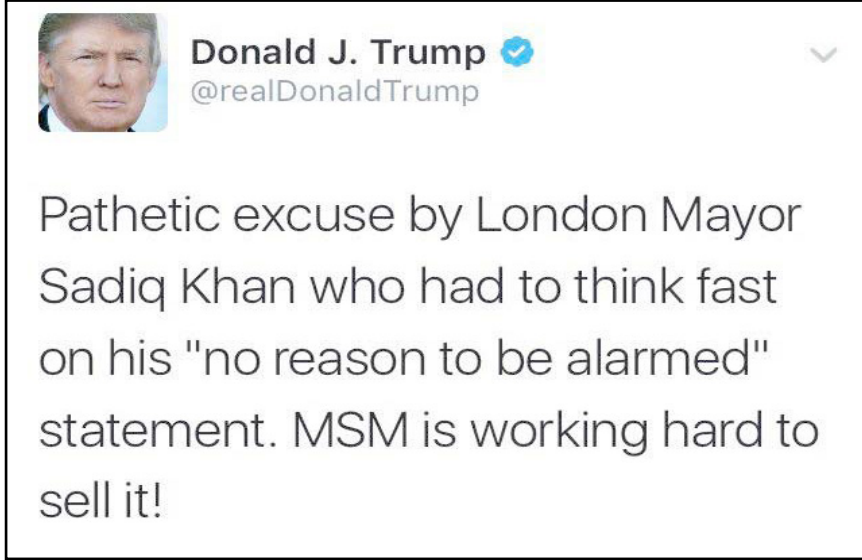 Donald J. Trump
@realDonaldTrump
Pathetic excuse by London Mayor
Sadiq Khan who had to think fast
on his "no reason to be alarmed"
statement. MSM is working hard to
sell it!